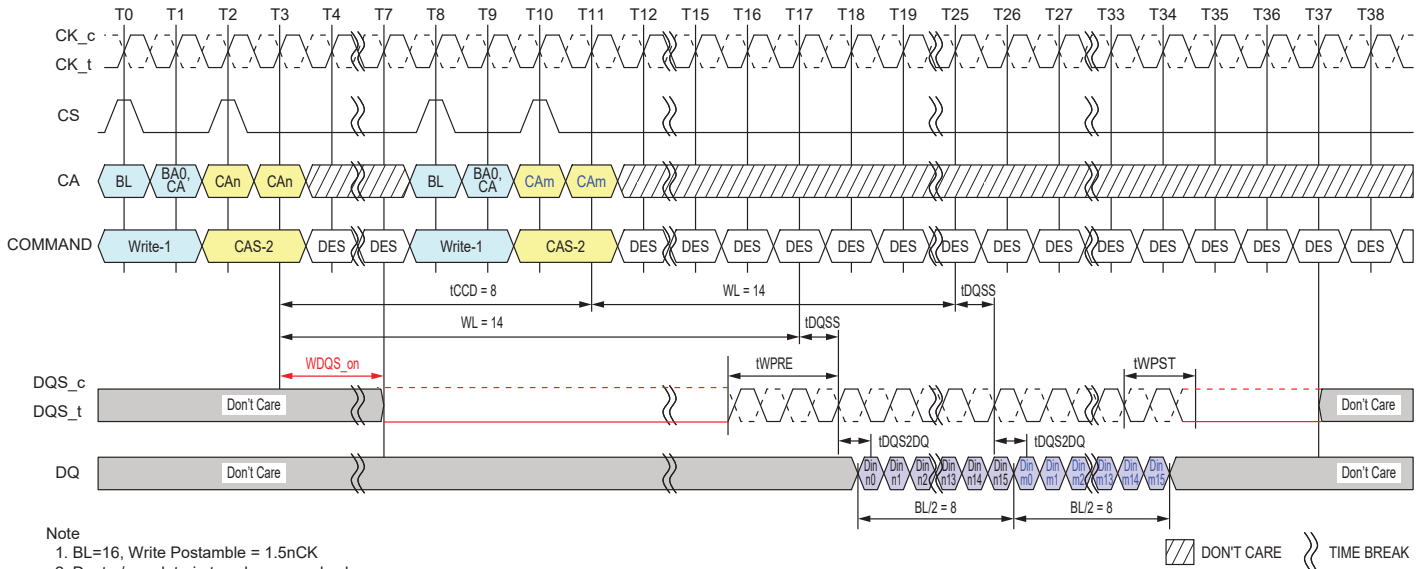 T0 T1 T2 T3 T4 T7 T8 T9 T10 T11 T12 T15 T16 T17 T18 T19 T25 T26 T27 T33 T34 T35 T36 T37 T38
CK_c
CK_t
CS
CA BL BA0, CA CAn CAn BL BA0, CA CAm CAm
COMMAND Write-1 CAS-2 DES DES Write-1 CAS-2 DES DES DES DES DES DES DES DES DES DES DES DES DES DES DES
tCCD = 8 WL = 14 tDQSS
WL = 14 tDQSS
WDQS_on tWPRE tWPST
DQS_c
DQS_t
Don't Care Don't Care
tDQS2DQ tDQS2DQ
DQ Don't Care Din n0 Din n1 Din n2 Din n13 Din n14 Din n15 Din m0 Din m1 Din m2 Din m13 Din m14 Din m15 Don't Care
BL/2 = 8 BL/2 = 8
Note
1. BL=16, Write Postamble = 1.5nCK
DON'T CARE TIME BREAK